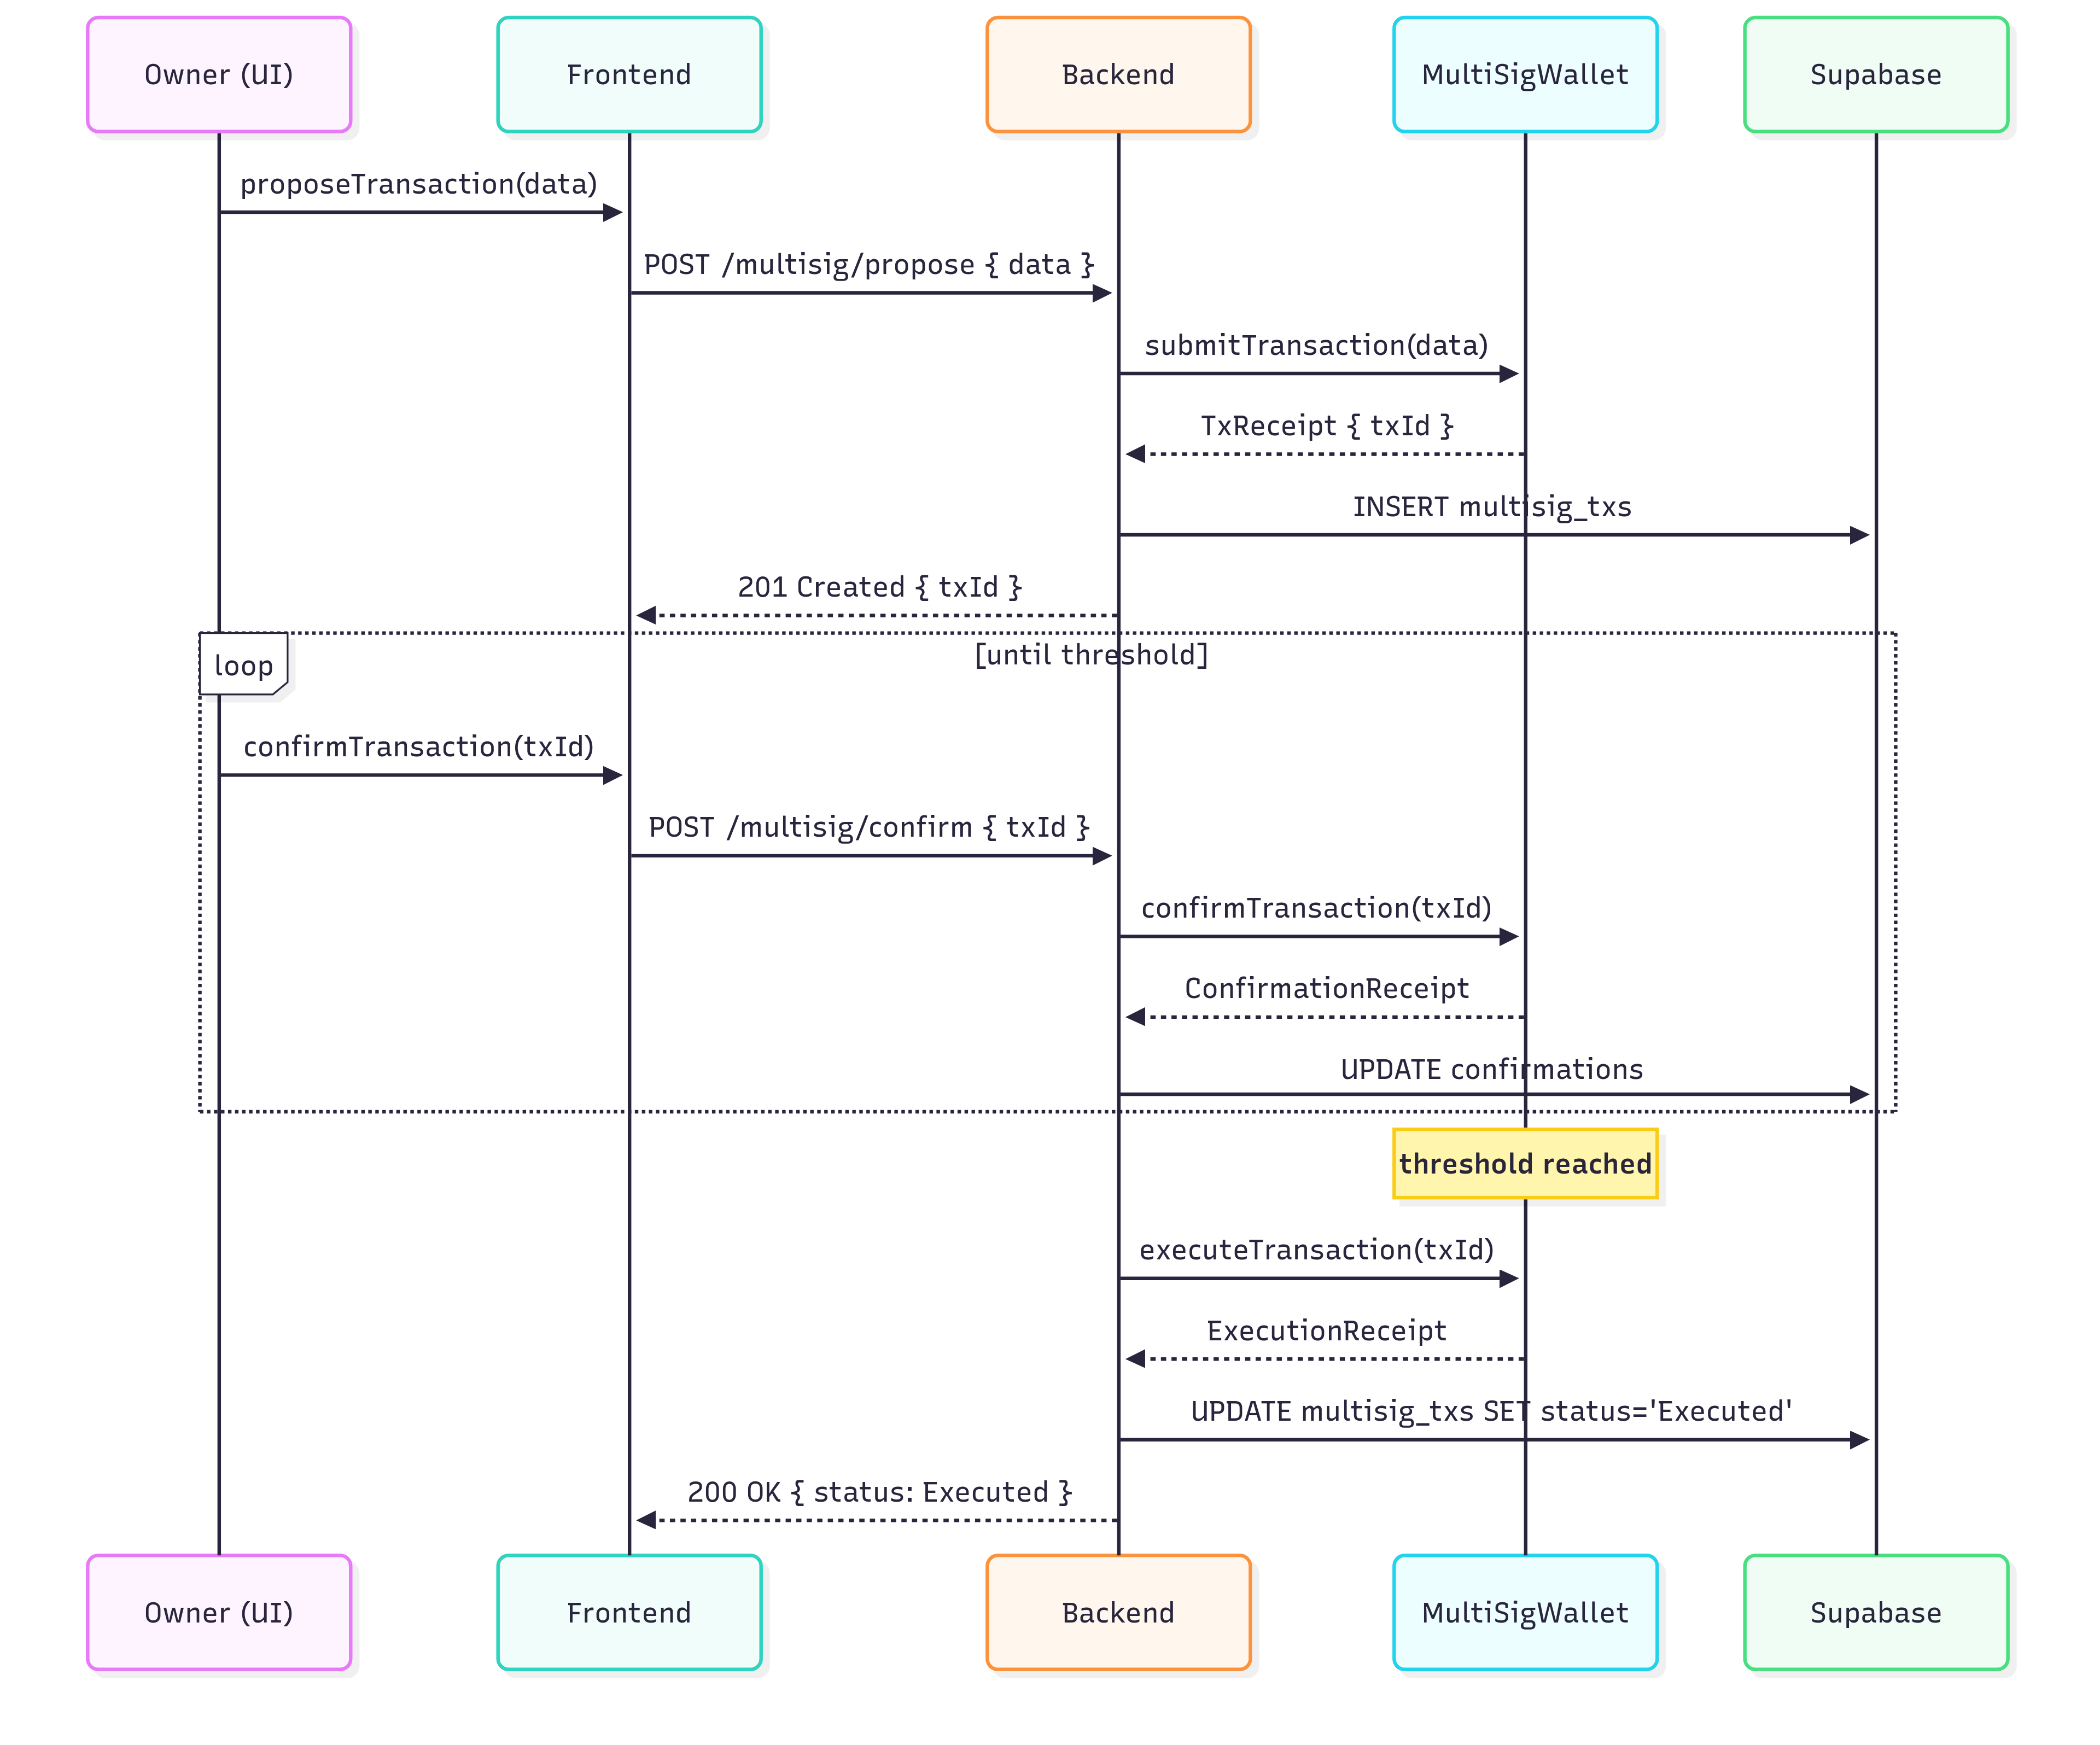 Owner (UI)
Frontend
Backend
MultiSigWallet
Supabase
proposeTransaction(data)
POST /multisig/propose { data }
submitTransaction(data)
TxReceipt { txId }
INSERT multisig_txs
201 Created { txId }
loop
[until threshold]
confirmTransaction(txId)
POST /multisig/confirm { txId }
confirmTransaction(txId)
ConfirmationReceipt
UPDATE confirmations
threshold reached
executeTransaction(txId)
ExecutionReceipt
UPDATE multisig_txs SET status='Executed'
200 OK { status: Executed }
Owner (UI)
Frontend
Backend
MultiSigWallet
Supabase